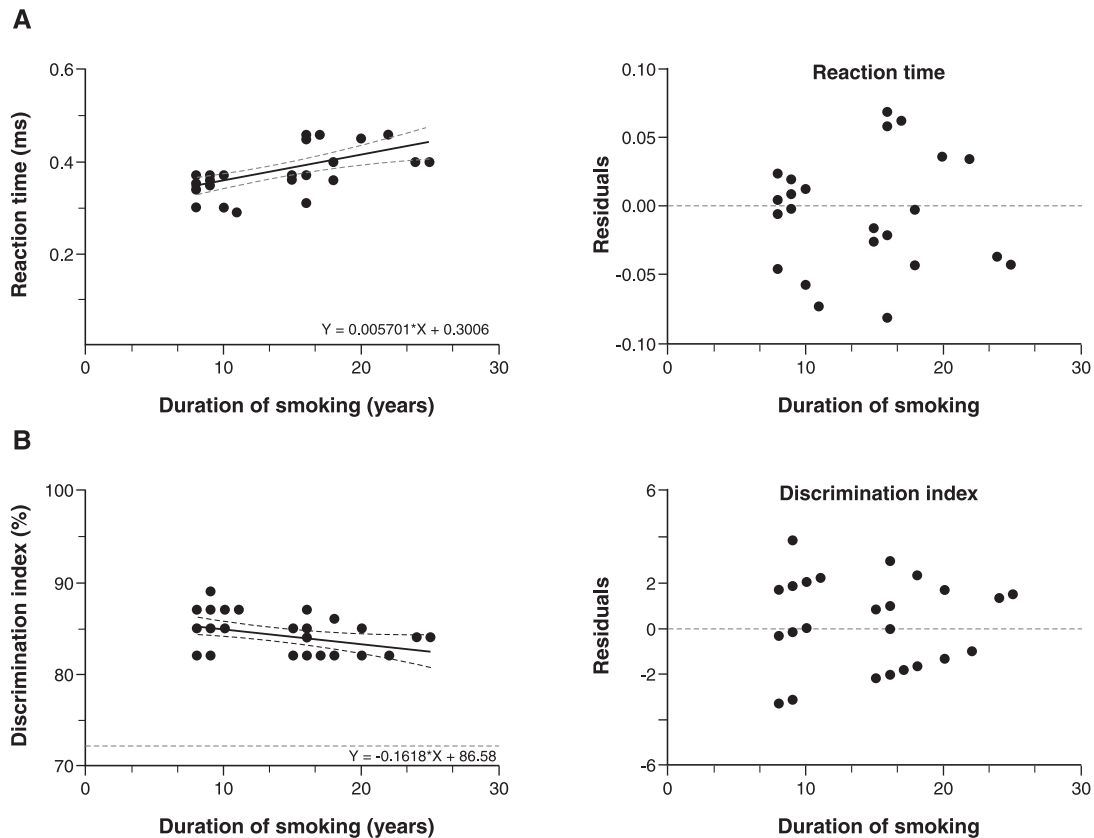 A
Reaction time (ms)
0.6
0.4
0.2
Y = 0.005701*X + 0.3006
0 10 20 30
Duration of smoking (years)
Reaction time
Residuals
0.10
0.05
0.00
-0.05
-0.10
0 10 20 30
Duration of smoking
B
Discrimination index (%)
100
90
80
70
Y = -0.1618*X + 86.58
0 10 20 30
Duration of smoking (years)
Discrimination index
Residuals
6
2
0
-2
-6
0 10 20 30
Duration of smoking